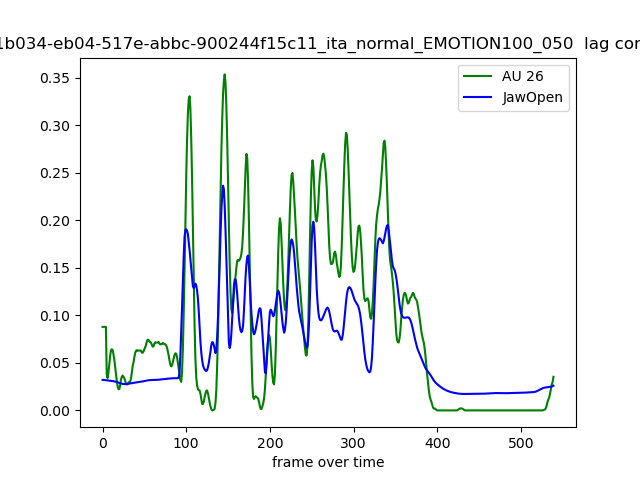 1b034-eb04-517e-abbc-900244f15c11_ita_normal_EMOTION100_050 lag cor
AU 26
JawOpen
0.35
0.30
0.25
0.20
0.15
0.10
0.05
0.00
0 100 200 300 400 500
frame over time